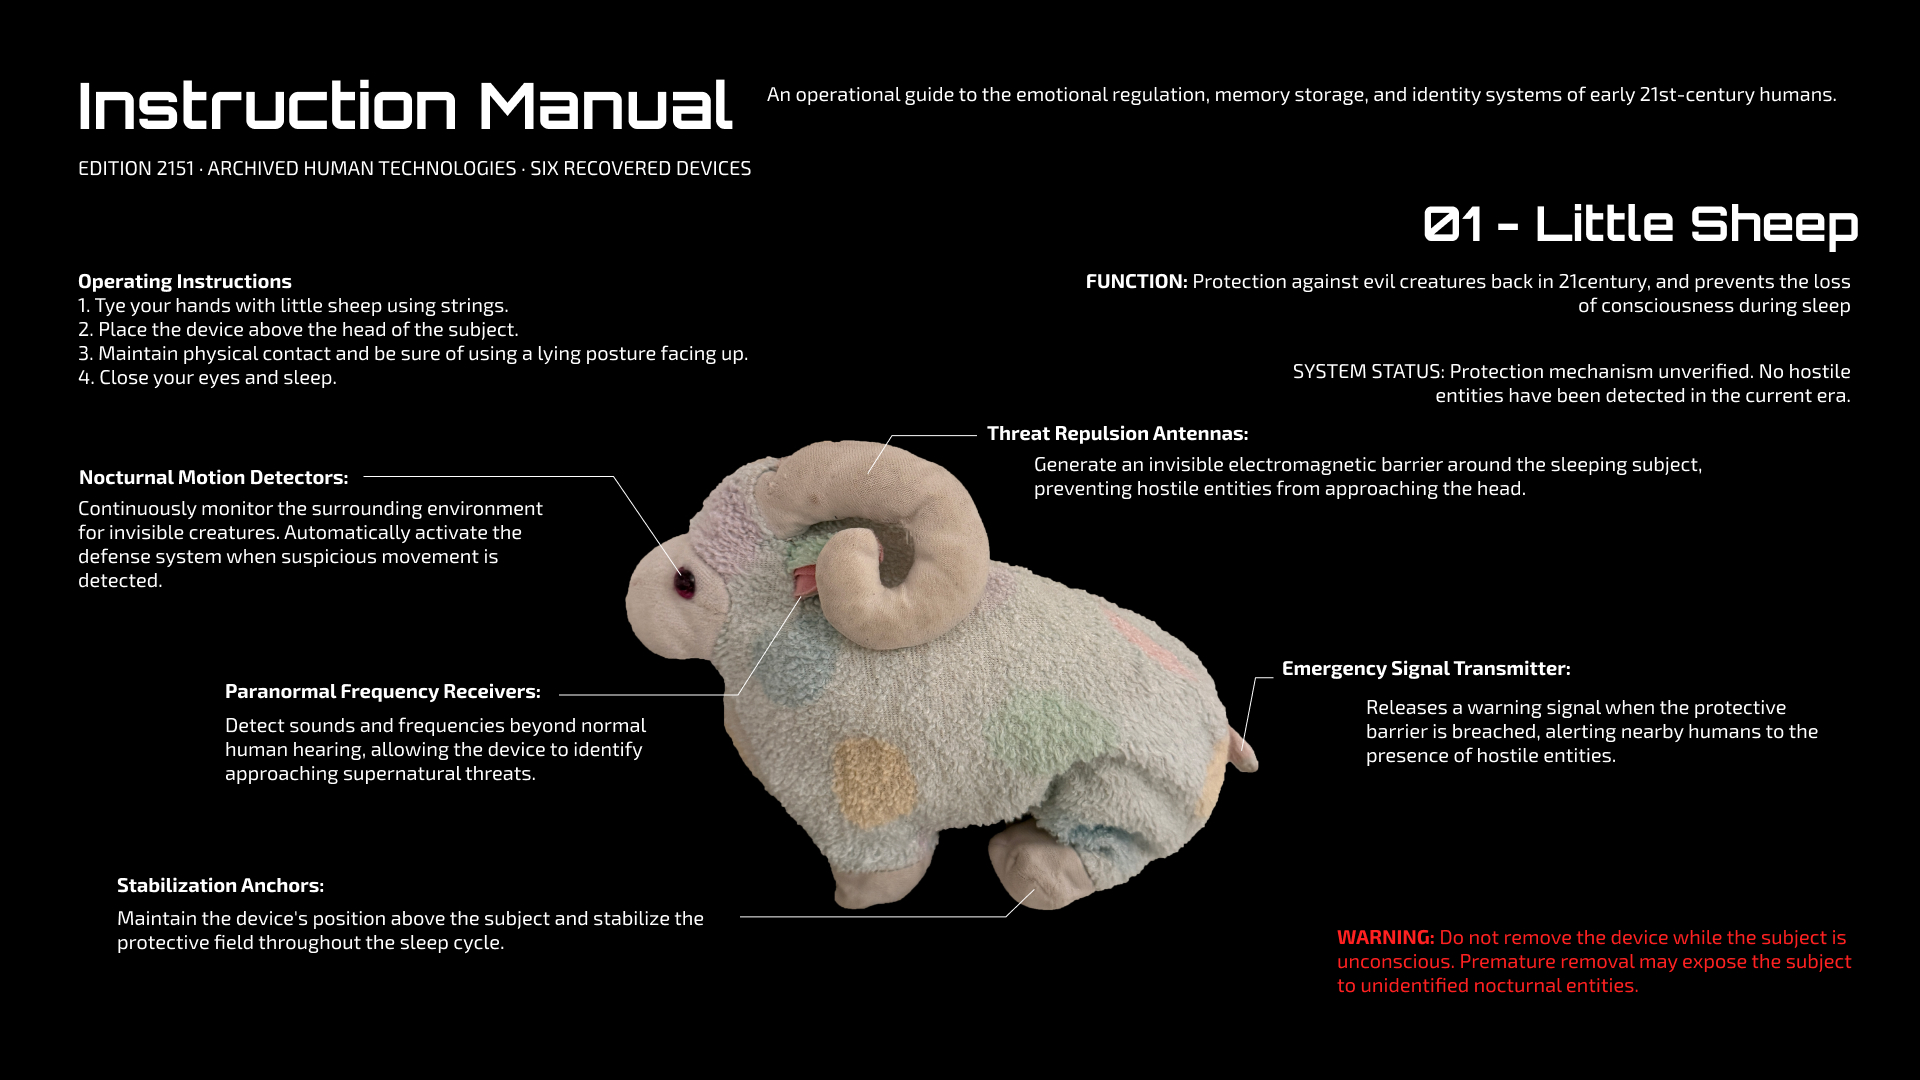 Instruction Manual
An operational guide to the emotional regulation, memory storage, and identity systems of early 21st-century humans.
EDITION 2151 · ARCHIVED HUMAN TECHNOLOGIES · SIX RECOVERED DEVICES
01 - Little Sheep
Operating Instructions
1. Tye your hands with little sheep using strings.
2. Place the device above the head of the subject.
3. Maintain physical contact and be sure of using a lying posture facing up.
4. Close your eyes and sleep.
FUNCTION: Protection against evil creatures back in 21century, and prevents the loss
of consciousness during sleep
SYSTEM STATUS: Protection mechanism unverified. No hostile
entities have been detected in the current era.
Threat Repulsion Antennas:
Generate an invisible electromagnetic barrier around the sleeping subject,
preventing hostile entities from approaching the head.
Nocturnal Motion Detectors:
Continuously monitor the surrounding environment
for invisible creatures. Automatically activate the
defense system when suspicious movement is
detected.
Paranormal Frequency Receivers:
Detect sounds and frequencies beyond normal
human hearing, allowing the device to identify
approaching supernatural threats.
Emergency Signal Transmitter:
Releases a warning signal when the protective
barrier is breached, alerting nearby humans to the
presence of hostile entities.
Stabilization Anchors:
Maintain the device's position above the subject and stabilize the
protective field throughout the sleep cycle.
WARNING: Do not remove the device while the subject is
unconscious. Premature removal may expose the subject
to unidentified nocturnal entities.